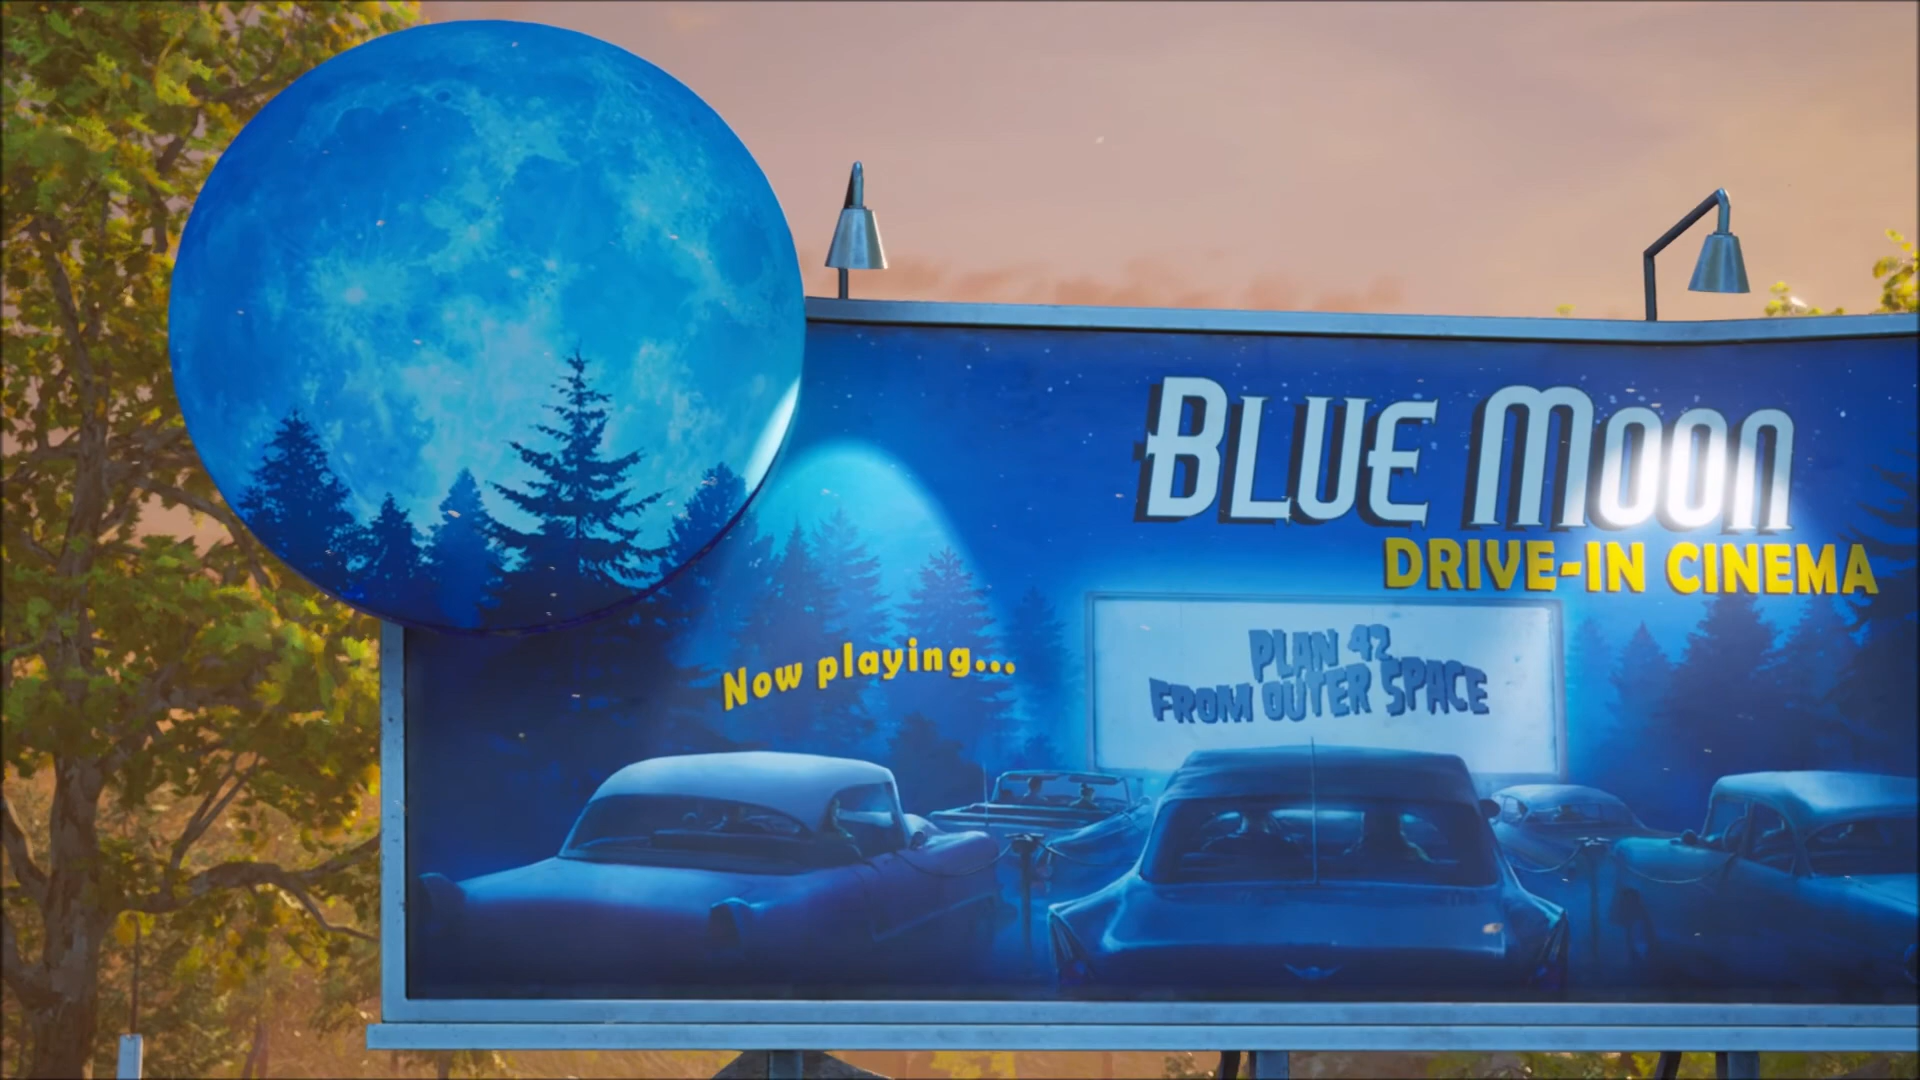 BLUE MOON
DRIVE-IN CINEMA
Now playing...
PLAN 42
FROM OUTER SPACE